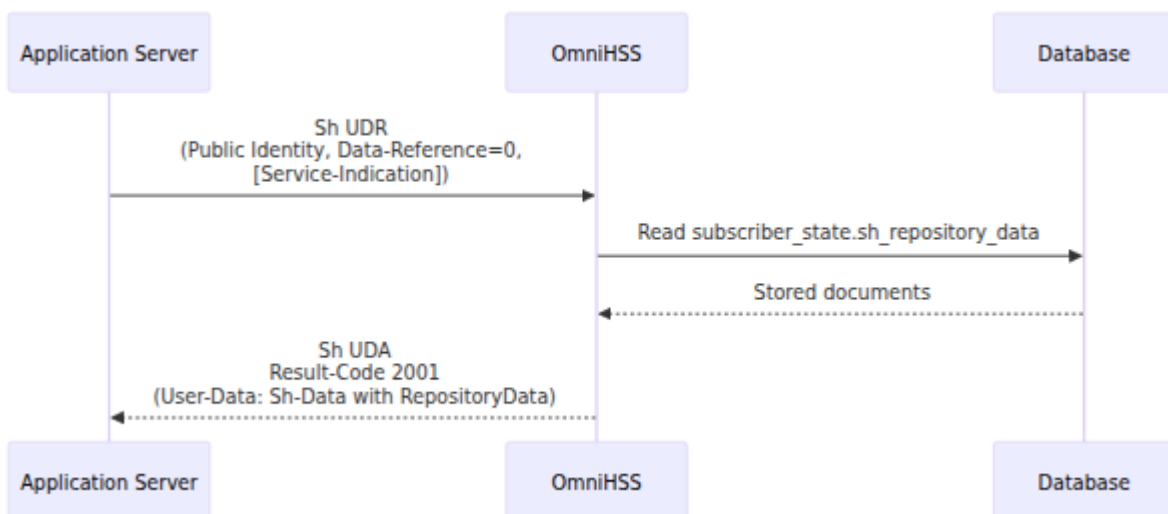 Application Server
OmniHSS
Database
Sh UDR
(Public Identity, Data-Reference=0,
[Service-Indication])
Read subscriber_state.sh_repository_data
Stored documents
Sh UDA
Result-Code 2001
(User-Data: Sh-Data with RepositoryData)
Application Server
OmniHSS
Database